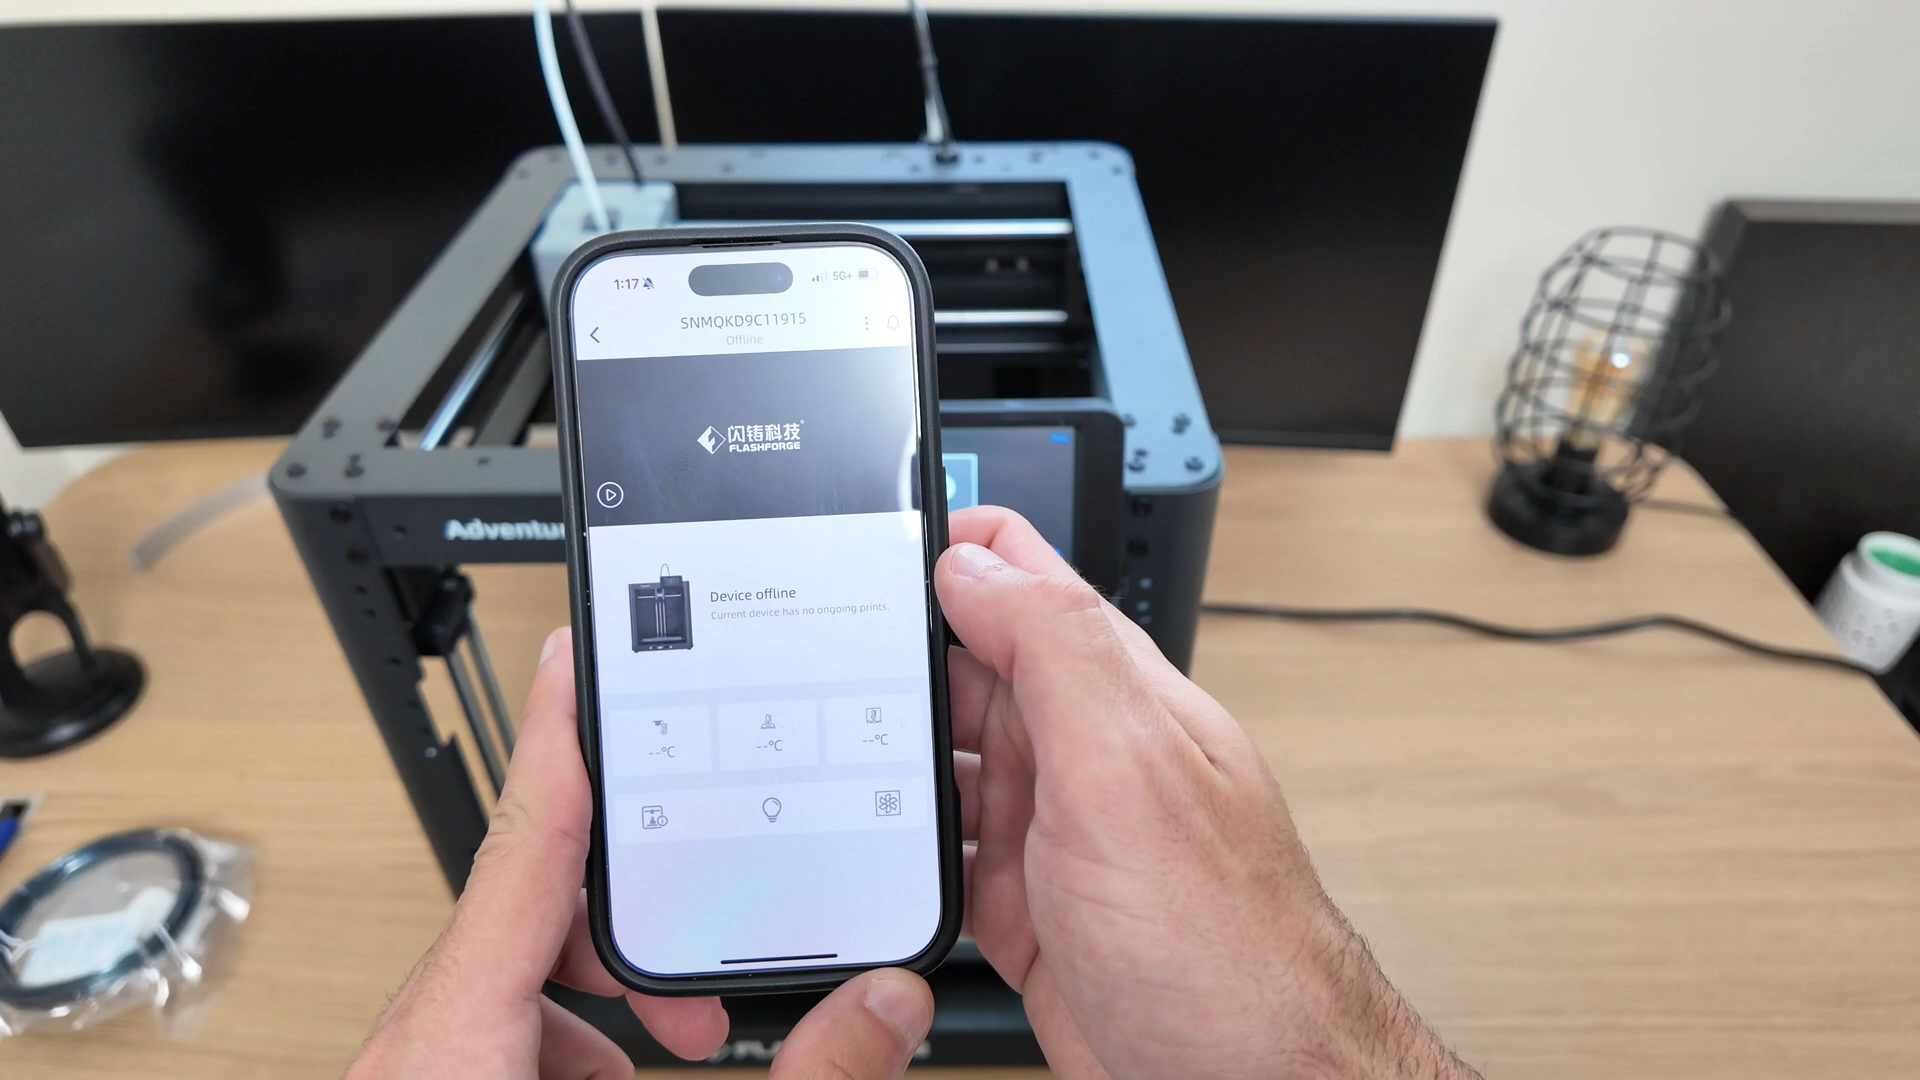 1:17
5G+
SNMQKD9C11915
Offline
闪铸科技
FLASHFORGE
Device offline
Current device has no ongoing prints.
--°C
--°C
--°C
Adventu